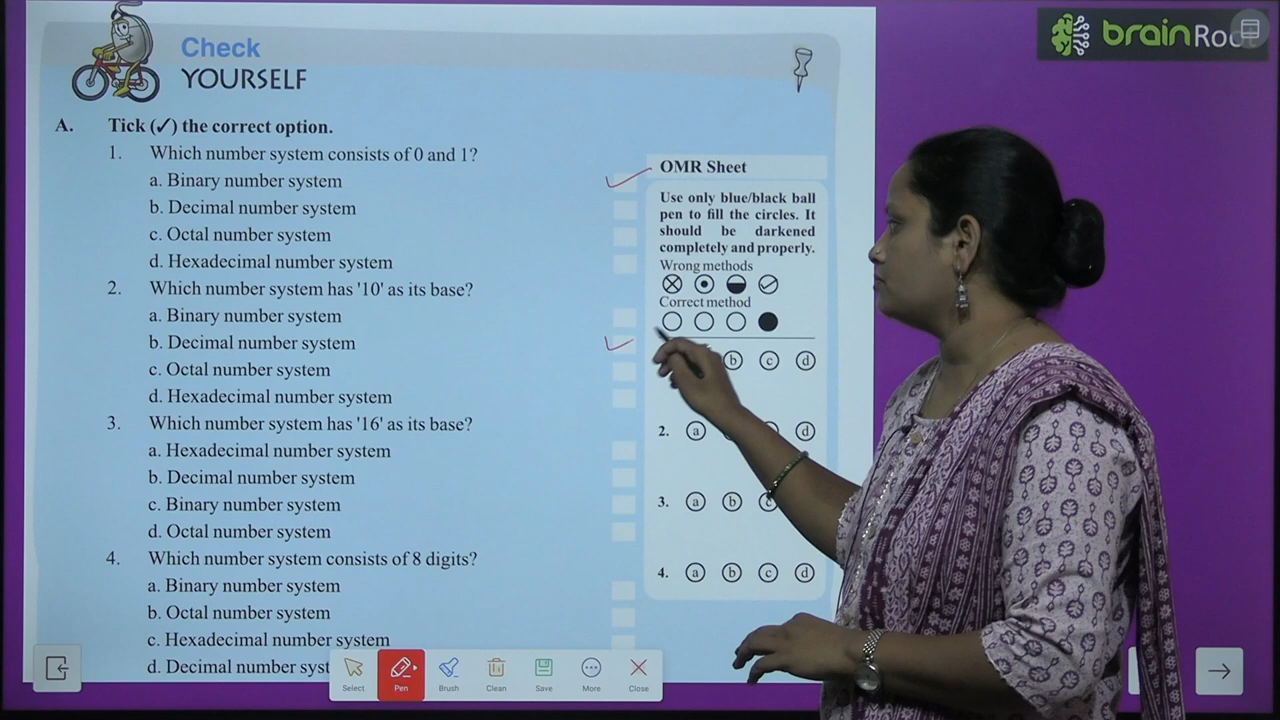 Check
YOURSELF
brainRoo
A. Tick (✓) the correct option.
1. Which number system consists of 0 and 1?
a. Binary number system
b. Decimal number system
c. Octal number system
d. Hexadecimal number system
2. Which number system has '10' as its base?
a. Binary number system
b. Decimal number system
c. Octal number system
d. Hexadecimal number system
3. Which number system has '16' as its base?
a. Hexadecimal number system
b. Decimal number system
c. Binary number system
d. Octal number system
4. Which number system consists of 8 digits?
a. Binary number system
b. Octal number system
c. Hexadecimal number system
d. Decimal number syst
OMR Sheet
Use only blue/black ball
pen to fill the circles. It
should be darkened
completely and properly.
Wrong methods
Correct method
b c d
2. a d
3. a b c
4. a b c d
Select Pen Brush Clean Save More Close